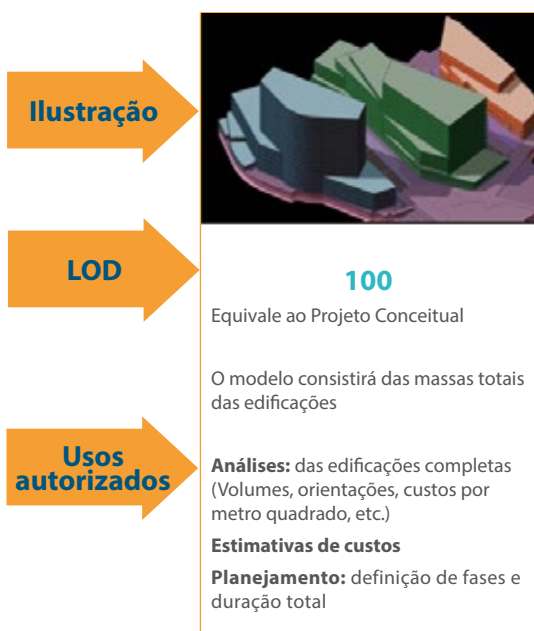 Ilustração
LOD
100
Equivale ao Projeto Conceitual
O modelo consistirá das massas totais
das edificações
Usos
autorizados
Análises: das edificações completas
(Volumes, orientações, custos por
metro quadrado, etc.)
Estimativas de custos
Planejamento: definição de fases e
duração total